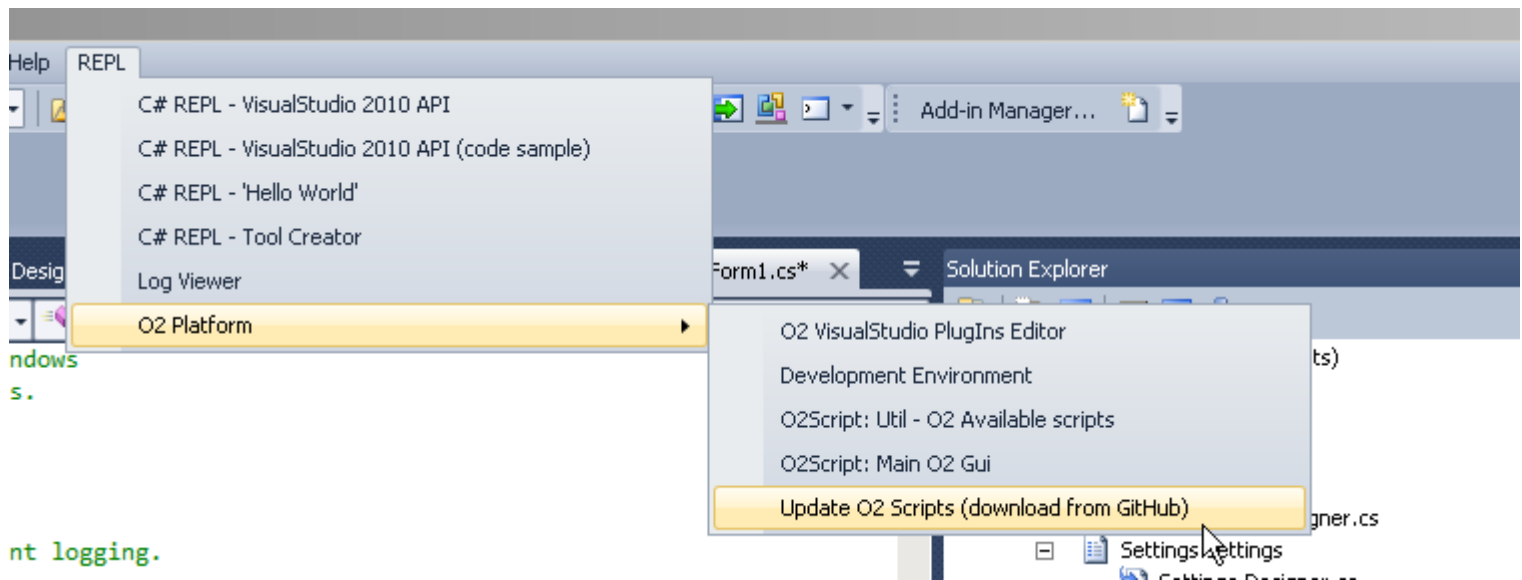 Help REPL
C# REPL - VisualStudio 2010 API
Add-in Manager...
C# REPL - VisualStudio 2010 API (code sample)
C# REPL - 'Hello World'
C# REPL - Tool Creator
Desig
Form1.cs*
Solution Explorer
Log Viewer
O2 Platform
O2 VisualStudio PlugIns Editor
ndows
ts)
Development Environment
s.
O2Script: Util - O2 Available scripts
O2Script: Main O2 Gui
Update O2 Scripts (download from GitHub)
gner.cs
nt logging.
Settings.settings
Settings.Designer.cs